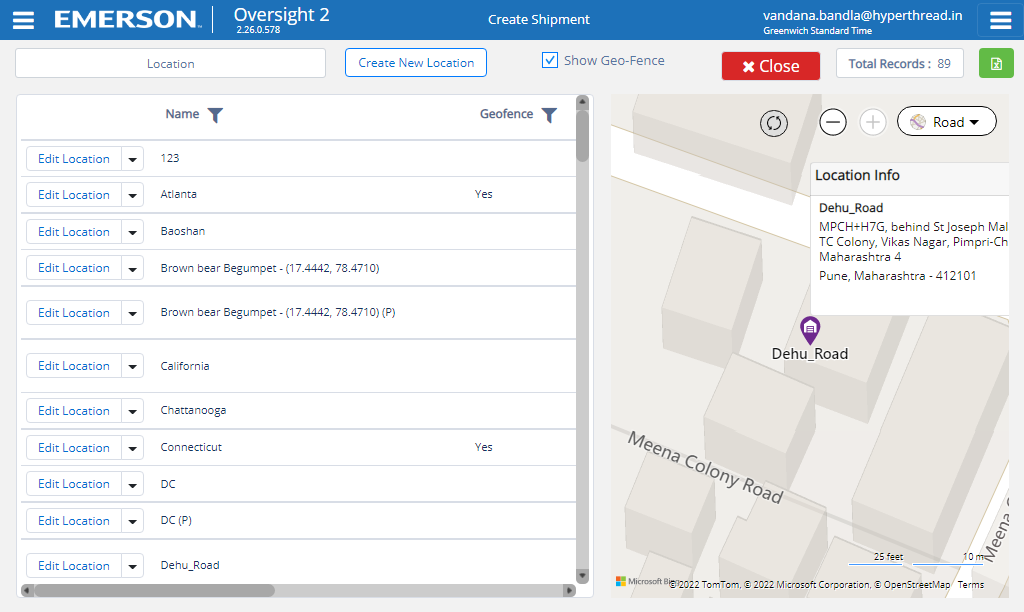 EMERSON
Oversight 2
2.26.0.578
Create Shipment
vandana.bandla@hyperthread.in
Greenwich Standard Time
Location
Create New Location
Show Geo-Fence
Close
Total Records : 89
Name
Geofence
Edit Location 123
Edit Location Atlanta Yes
Edit Location Baoshan
Edit Location Brown bear Begumpet - (17.4442, 78.4710)
Edit Location Brown bear Begumpet - (17.4442, 78.4710) (P)
Edit Location California
Edit Location Chattanooga
Edit Location Connecticut Yes
Edit Location DC
Edit Location DC (P)
Edit Location Dehu_Road
Road
Location Info
Dehu_Road
MPCH+H7G, behind St Joseph Mal
TC Colony, Vikas Nagar, Pimpri-Ch
Maharashtra 4
Pune, Maharashtra - 412101
Dehu_Road
Meena Colony Road
Meena
25 feet
10 m
Microsoft Bi
© 2022 TomTom, © 2022 Microsoft Corporation, © OpenStreetMap Terms